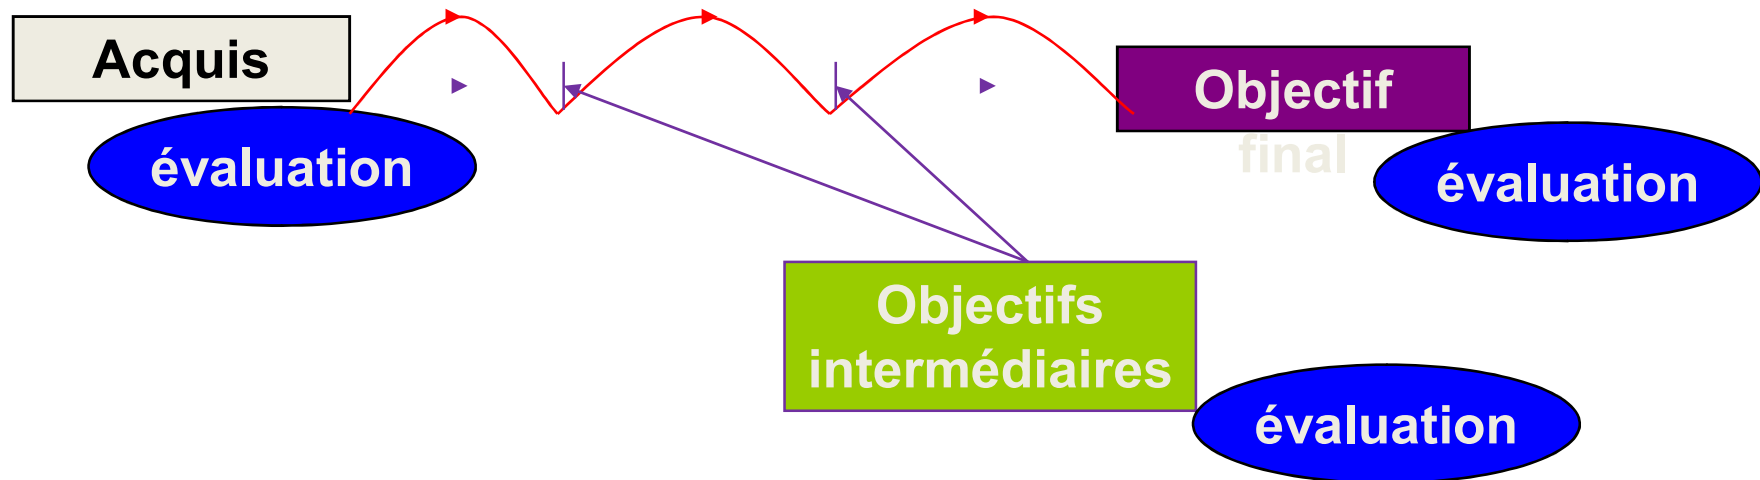 Acquis
évaluation
Objectif
final
évaluation
Objectifs
intermédiaires
évaluation